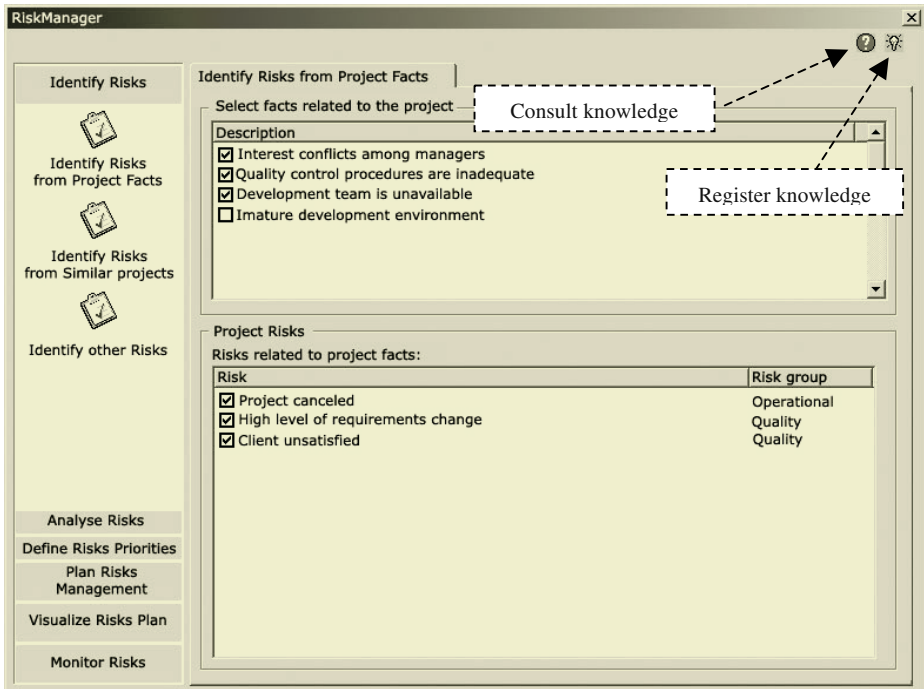 RiskManager
Identify Risks
Identify Risks
from Project Facts
Identify Risks
from Similar projects
Identify other Risks
Analyse Risks
Define Risks Priorities
Plan Risks
Management
Visualize Risks Plan
Monitor Risks
Identify Risks from Project Facts
Select facts related to the project
Consult knowledge
Register knowledge
Description
Interest conflicts among managers
Quality control procedures are inadequate
Development team is unavailable
Imature development environment
Project Risks
Risks related to project facts:
Risk Risk group
Project canceled Operational
High level of requirements change Quality
Client unsatisfied Quality